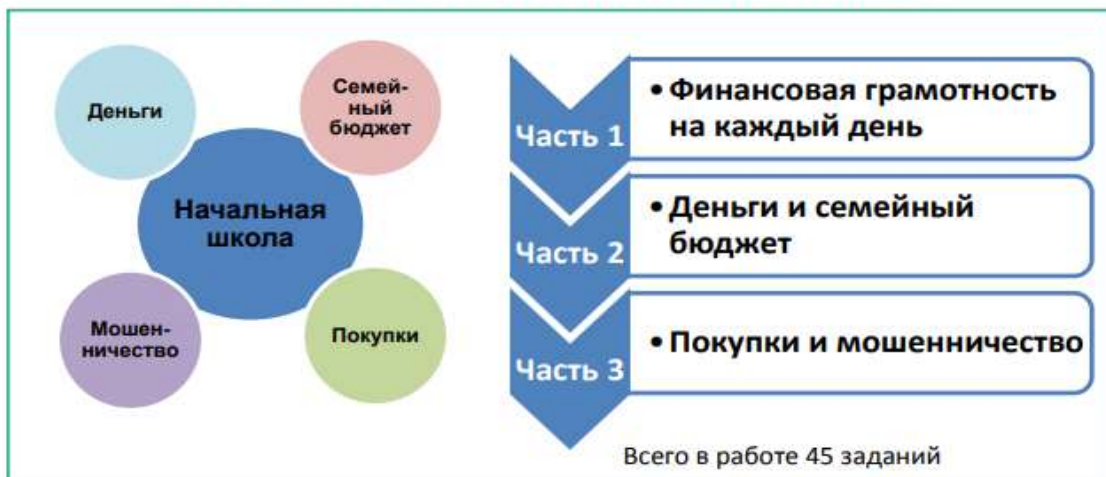 Деньги
Семей-
ный
бюджет
Начальная
школа
Мошен-
ничество
Покупки
Часть 1
• Финансовая грамотность
на каждый день
Часть 2
• Деньги и семейный
бюджет
Часть 3
• Покупки и мошенничество
Всего в работе 45 заданий